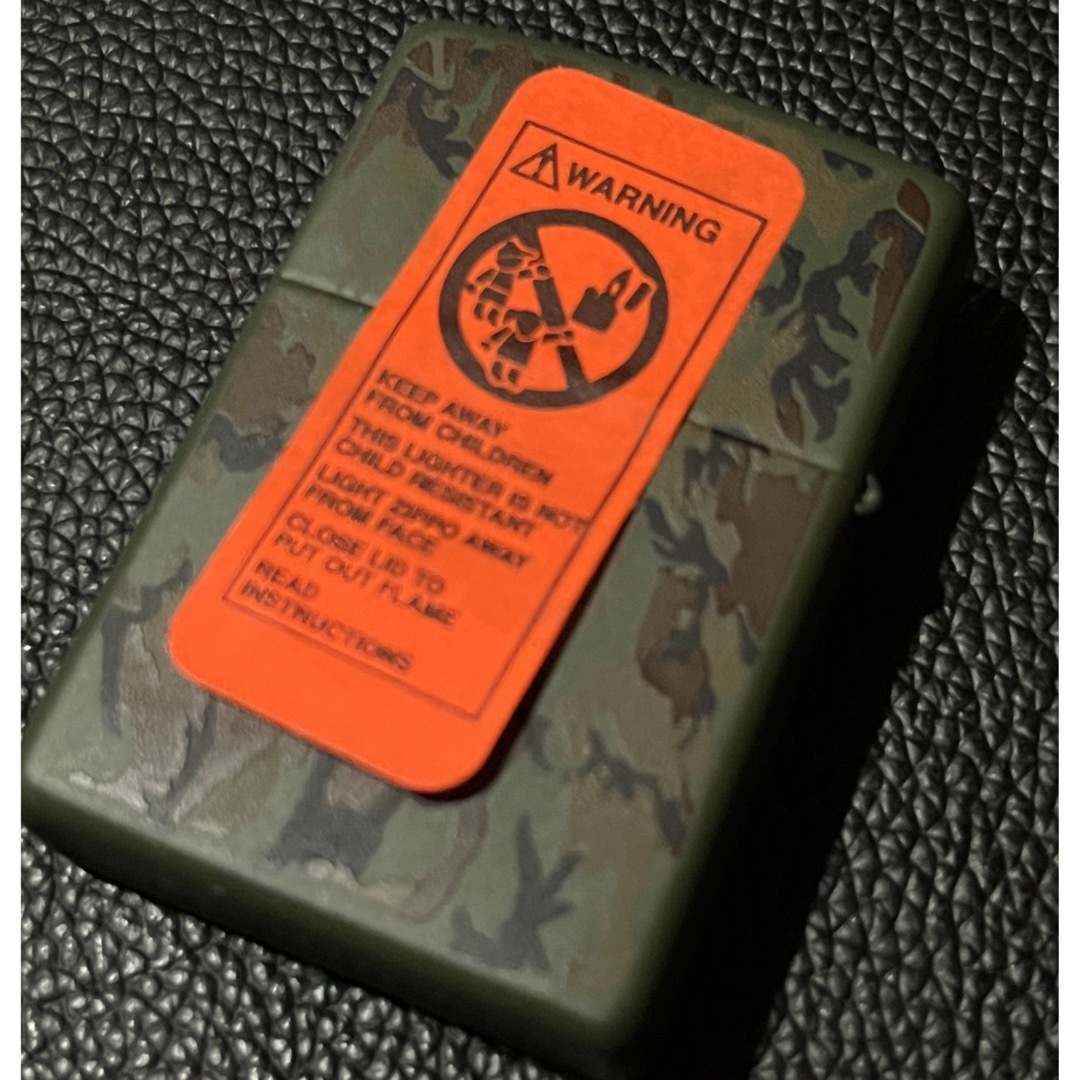 WARNING
KEEP AWAY
FROM CHILDREN
THIS LIGHTER IS NOT
CHILD RESISTANT
LIGHT ZIPPO AWAY
FROM FACE
CLOSE LID TO
PUT OUT FLAME
READ
INSTRUCTIONS